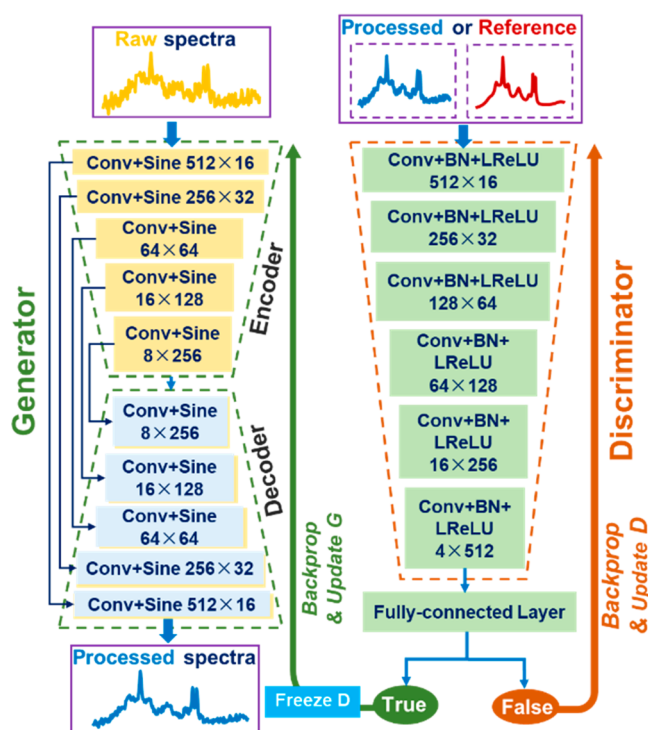 Raw spectra
Conv+Sine 512×16
Conv+Sine 256×32
Conv+Sine
64×64
Conv+Sine
16×128
Conv+Sine
8×256
Encoder
Generator
Conv+Sine
8×256
Conv+Sine
16×128
Conv+Sine
64×64
Conv+Sine 256×32
Conv+Sine 512×16
Decoder
Processed spectra
Backprop
& Update G
Freeze D
Processed or Reference
Conv+BN+LReLU
512×16
Conv+BN+LReLU
256×32
Conv+BN+LReLU
128×64
Conv+BN+
LReLU
64×128
Conv+BN+
LReLU
16×256
Conv+BN+
LReLU
4×512
Fully-connected Layer
True
False
Discriminator
Backprop
& Update D